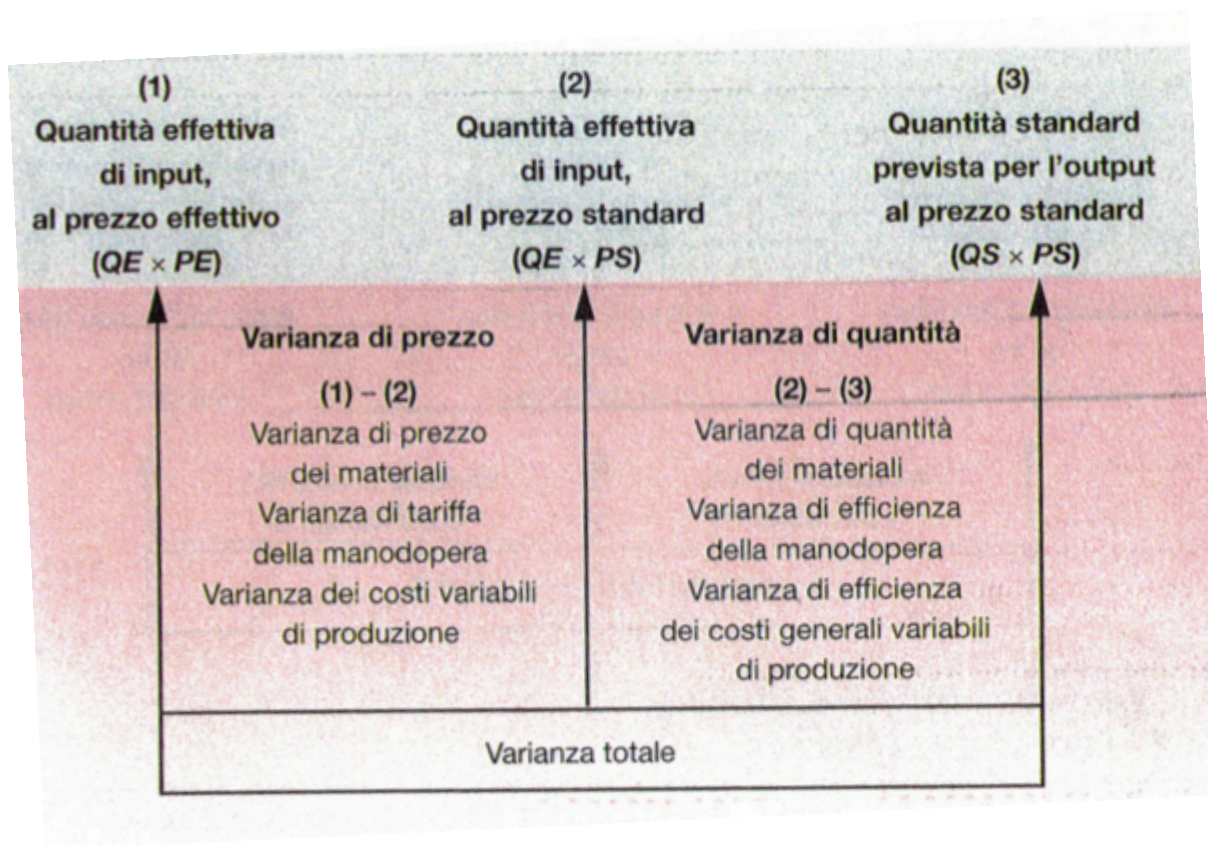 (1)
Quantità effettiva
di input,
al prezzo effettivo
(QE × PE)
(2)
Quantità effettiva
di input,
al prezzo standard
(QE × PS)
(3)
Quantità standard
prevista per l'output
al prezzo standard
(QS × PS)
Varianza di prezzo
(1) – (2)
Varianza di prezzo
dei materiali
Varianza di tariffa
della manodopera
Varianza dei costi variabili
di produzione
Varianza di quantità
(2) – (3)
Varianza di quantità
dei materiali
Varianza di efficienza
della manodopera
Varianza di efficienza
dei costi generali variabili
di produzione
Varianza totale